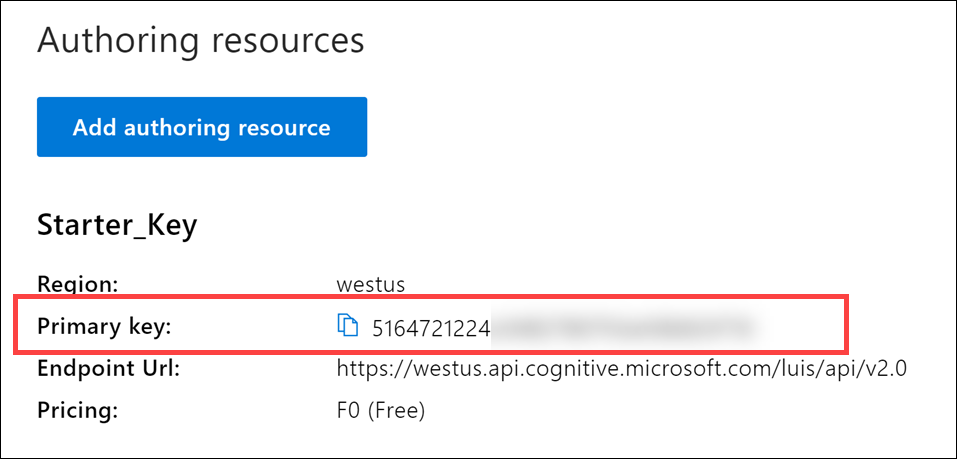 Authoring resources
Add authoring resource
Starter_Key
Region: westus
Primary key: 5164721224
Endpoint Url: https://westus.api.cognitive.microsoft.com/luis/api/v2.0
Pricing: F0 (Free)